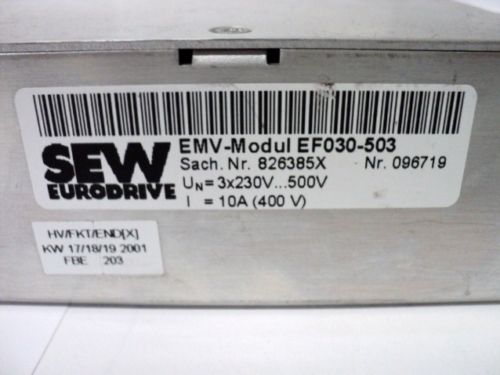 SEW
EURODRIVE
EMV-Modul EF030-503
Sach. Nr. 826385X Nr. 096719
UN= 3x230V...500V
I = 10A (400 V)
HV/FKT/END[X]
KW 17/18/19 2001
FBE 203